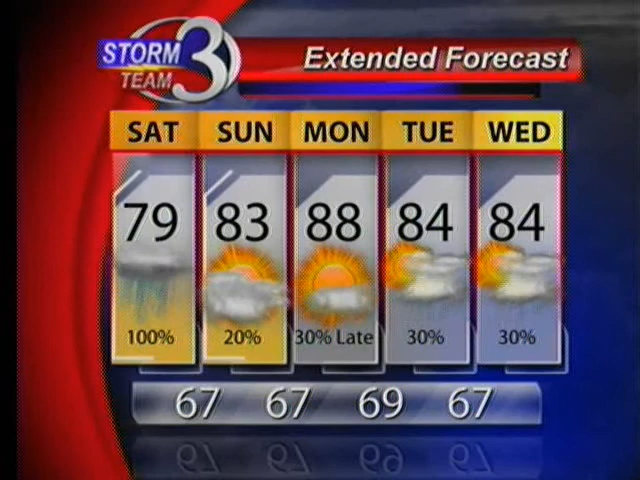 STORM 3
TEAM
Extended Forecast
SAT SUN MON TUE WED
79 83 88 84 84
100% 20% 30% Late 30% 30%
67 67 69 67